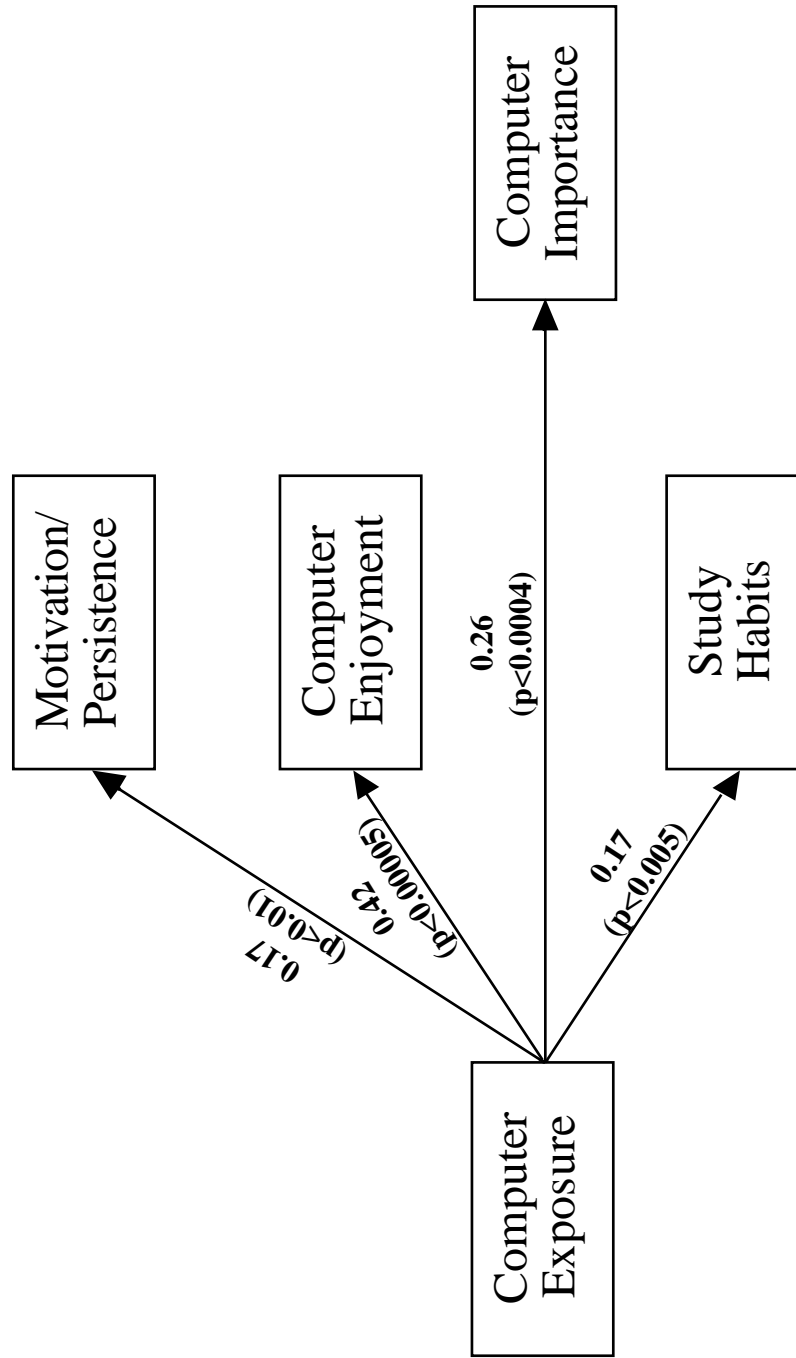 Motivation/
Persistence
Computer
Enjoyment
Computer
Importance
Study
Habits
Computer
Exposure
0.17
(p<0.01)
0.42
(p<0.00005)
0.26
(p<0.0004)
0.17
(p<0.005)